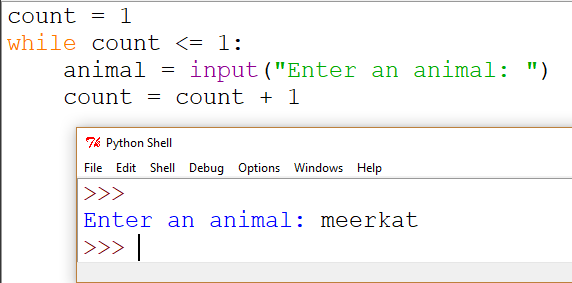 count = 1
while count <= 1:
    animal = input("Enter an animal: ")
    count = count + 1
Python Shell
File Edit Shell Debug Options Windows Help
>>>
Enter an animal: meerkat
>>>